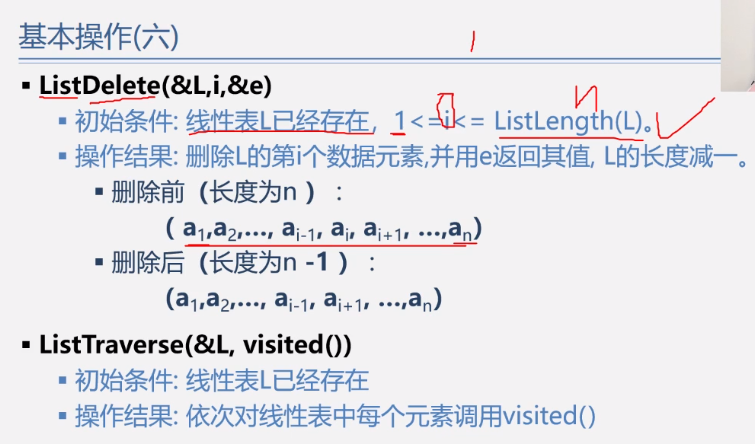 基本操作(六)
▪ ListDelete(&L,i,&e)
▪ 初始条件: 线性表L已经存在, 1<=i<= ListLength(L)。
n
▪ 操作结果: 删除L的第i个数据元素,并用e返回其值, L的长度减一。
▪ 删除前（长度为n ）:
( a1,a2,…, ai-1, ai, ai+1, …,an)
▪ 删除后（长度为n -1 ）:
(a1,a2,…, ai-1, ai+1, …,an)
▪ ListTraverse(&L, visited())
▪ 初始条件: 线性表L已经存在
▪ 操作结果: 依次对线性表中每个元素调用visited()